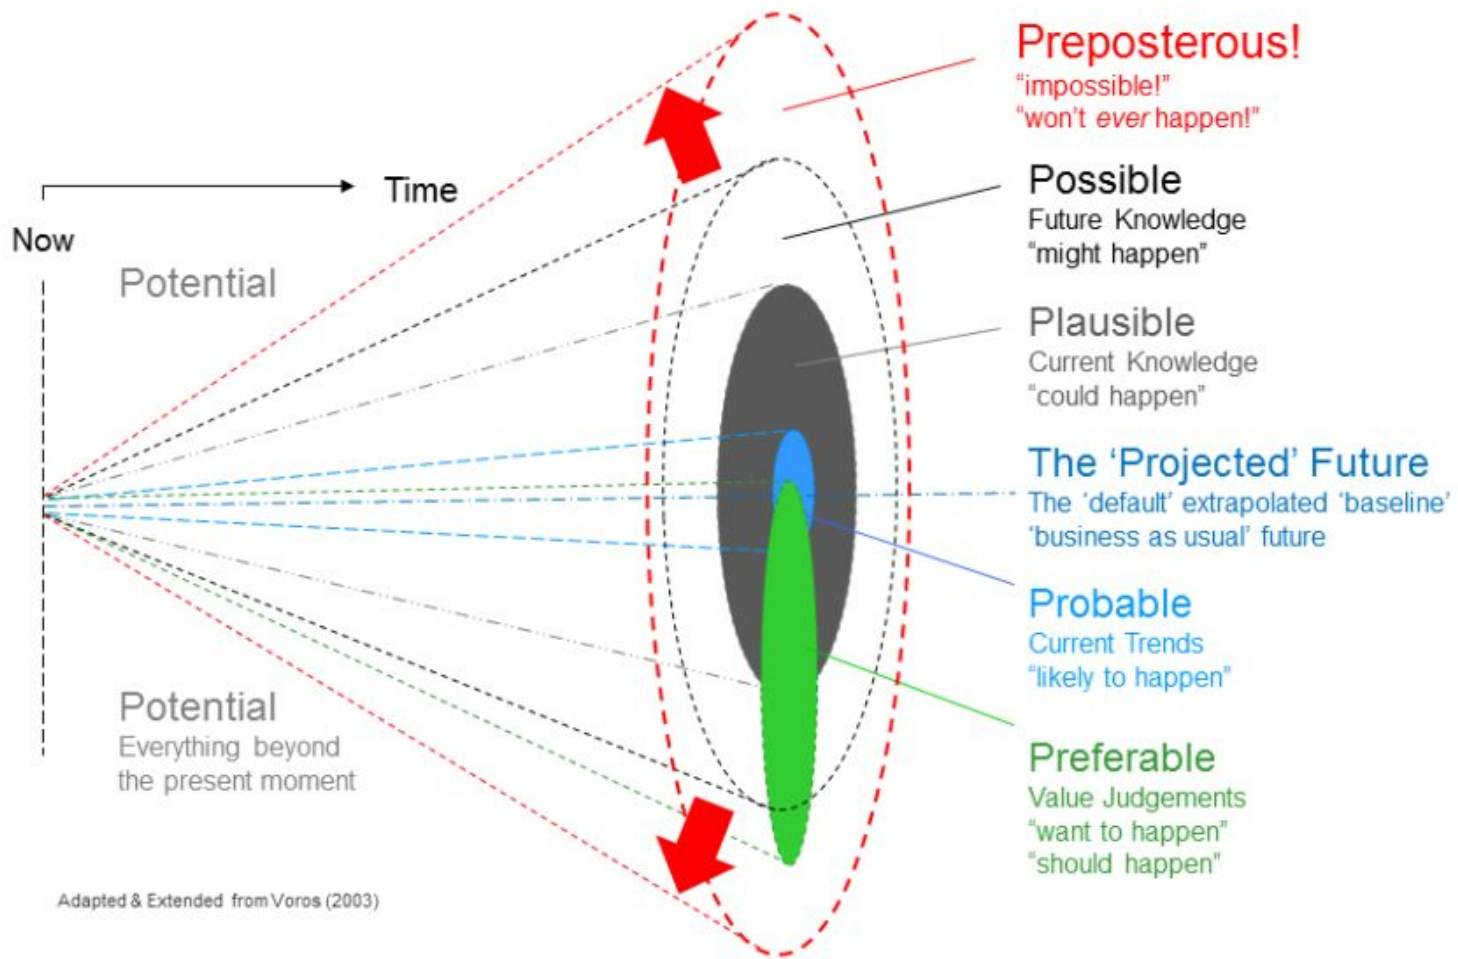 Preposterous!
“impossible!”
“won’t ever happen!”
Time
Now
Potential
Possible
Future Knowledge
“might happen”
Plausible
Current Knowledge
“could happen”
The ‘Projected’ Future
The ‘default’ extrapolated ‘baseline’
‘business as usual’ future
Probable
Current Trends
“likely to happen”
Potential
Everything beyond
the present moment
Preferable
Value Judgements
“want to happen”
“should happen”
Adapted & Extended from Voros (2003)